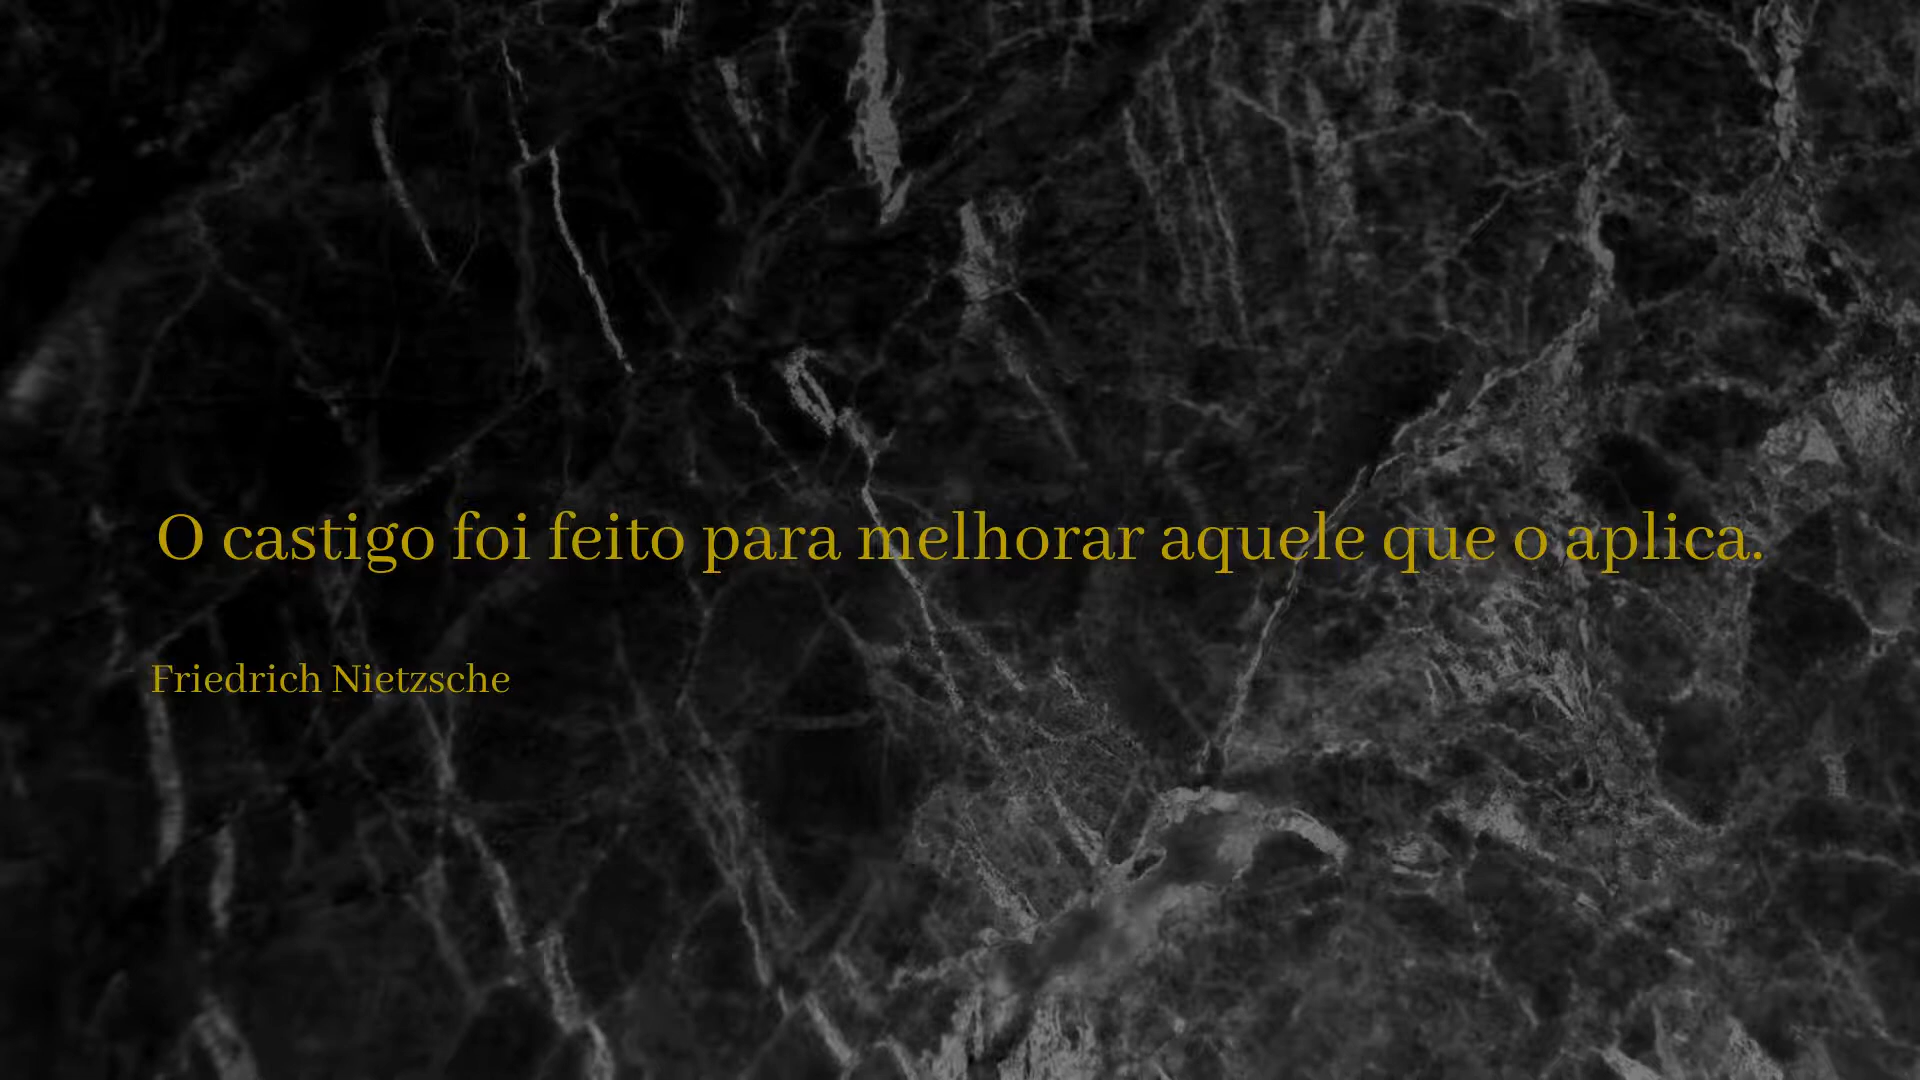 O castigo foi feito para melhorar aquele que o aplica.
Friedrich Nietzsche